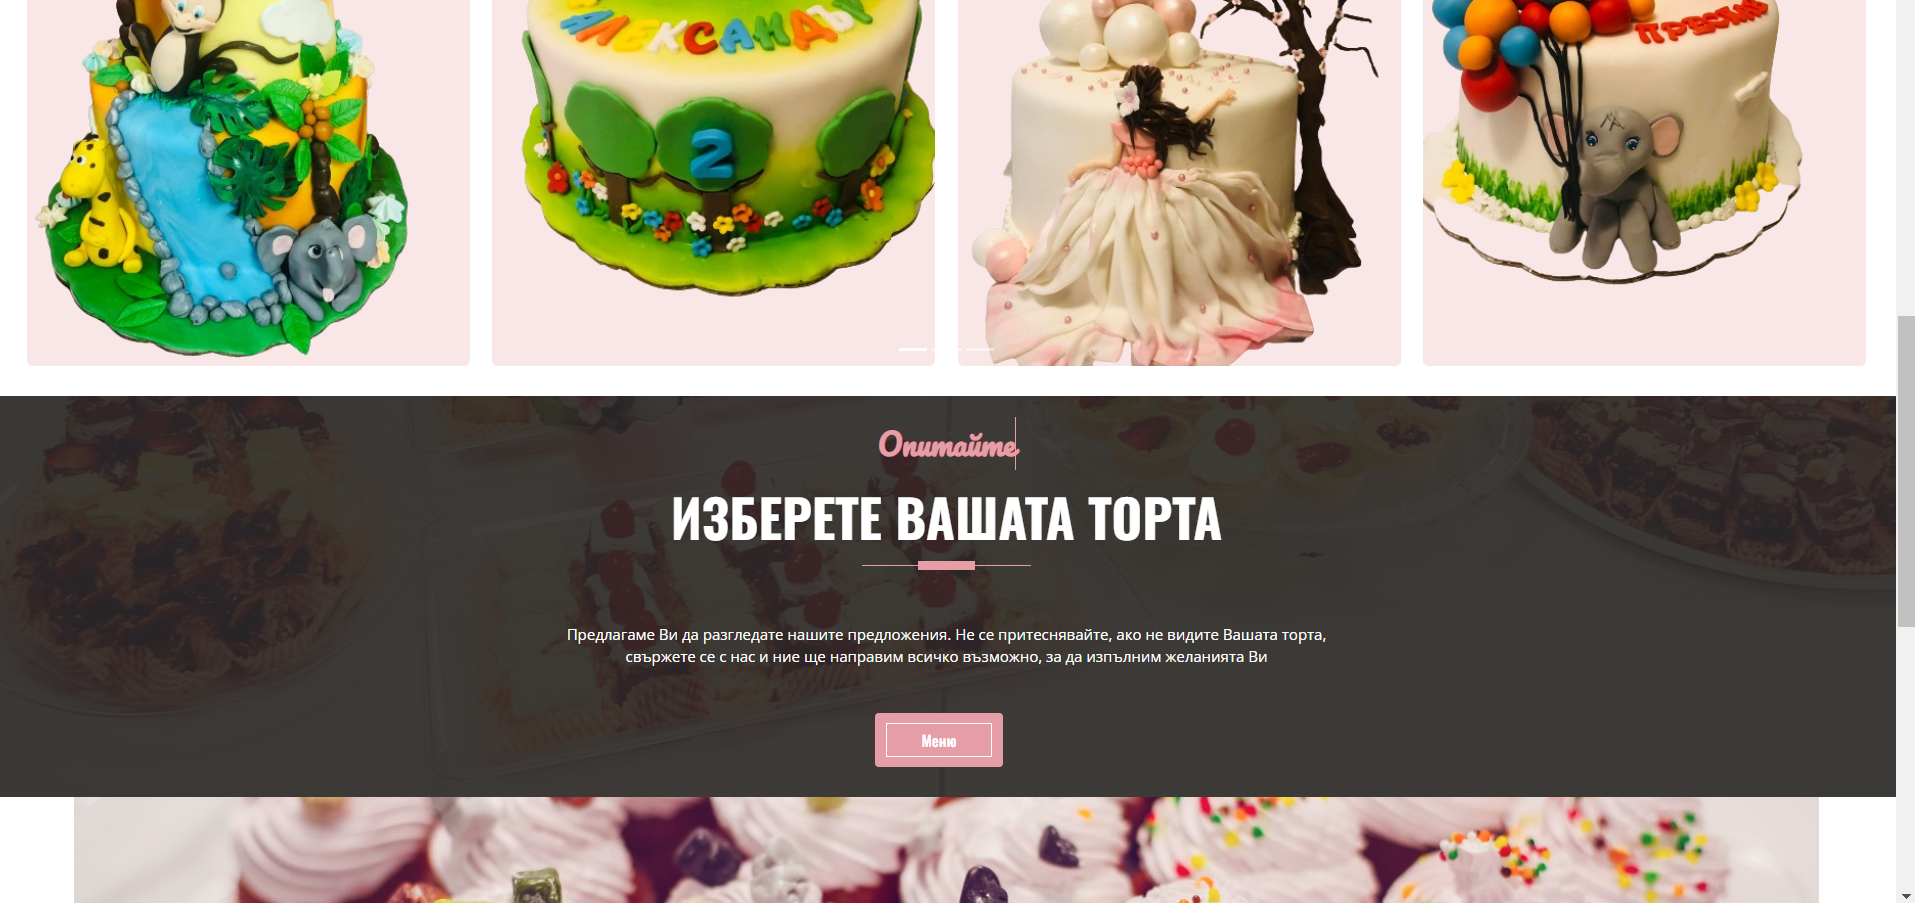 АЛЕКСАНДЪР
2
Опитайте
ИЗБЕРЕТЕ ВАШАТА ТОРТА
Предлагаме Ви да разгледате нашите предложения. Не се притеснявайте, ако не видите Вашата торта,
свържете се с нас и ние ще направим всичко възможно, за да изпълним желанията Ви
Меню